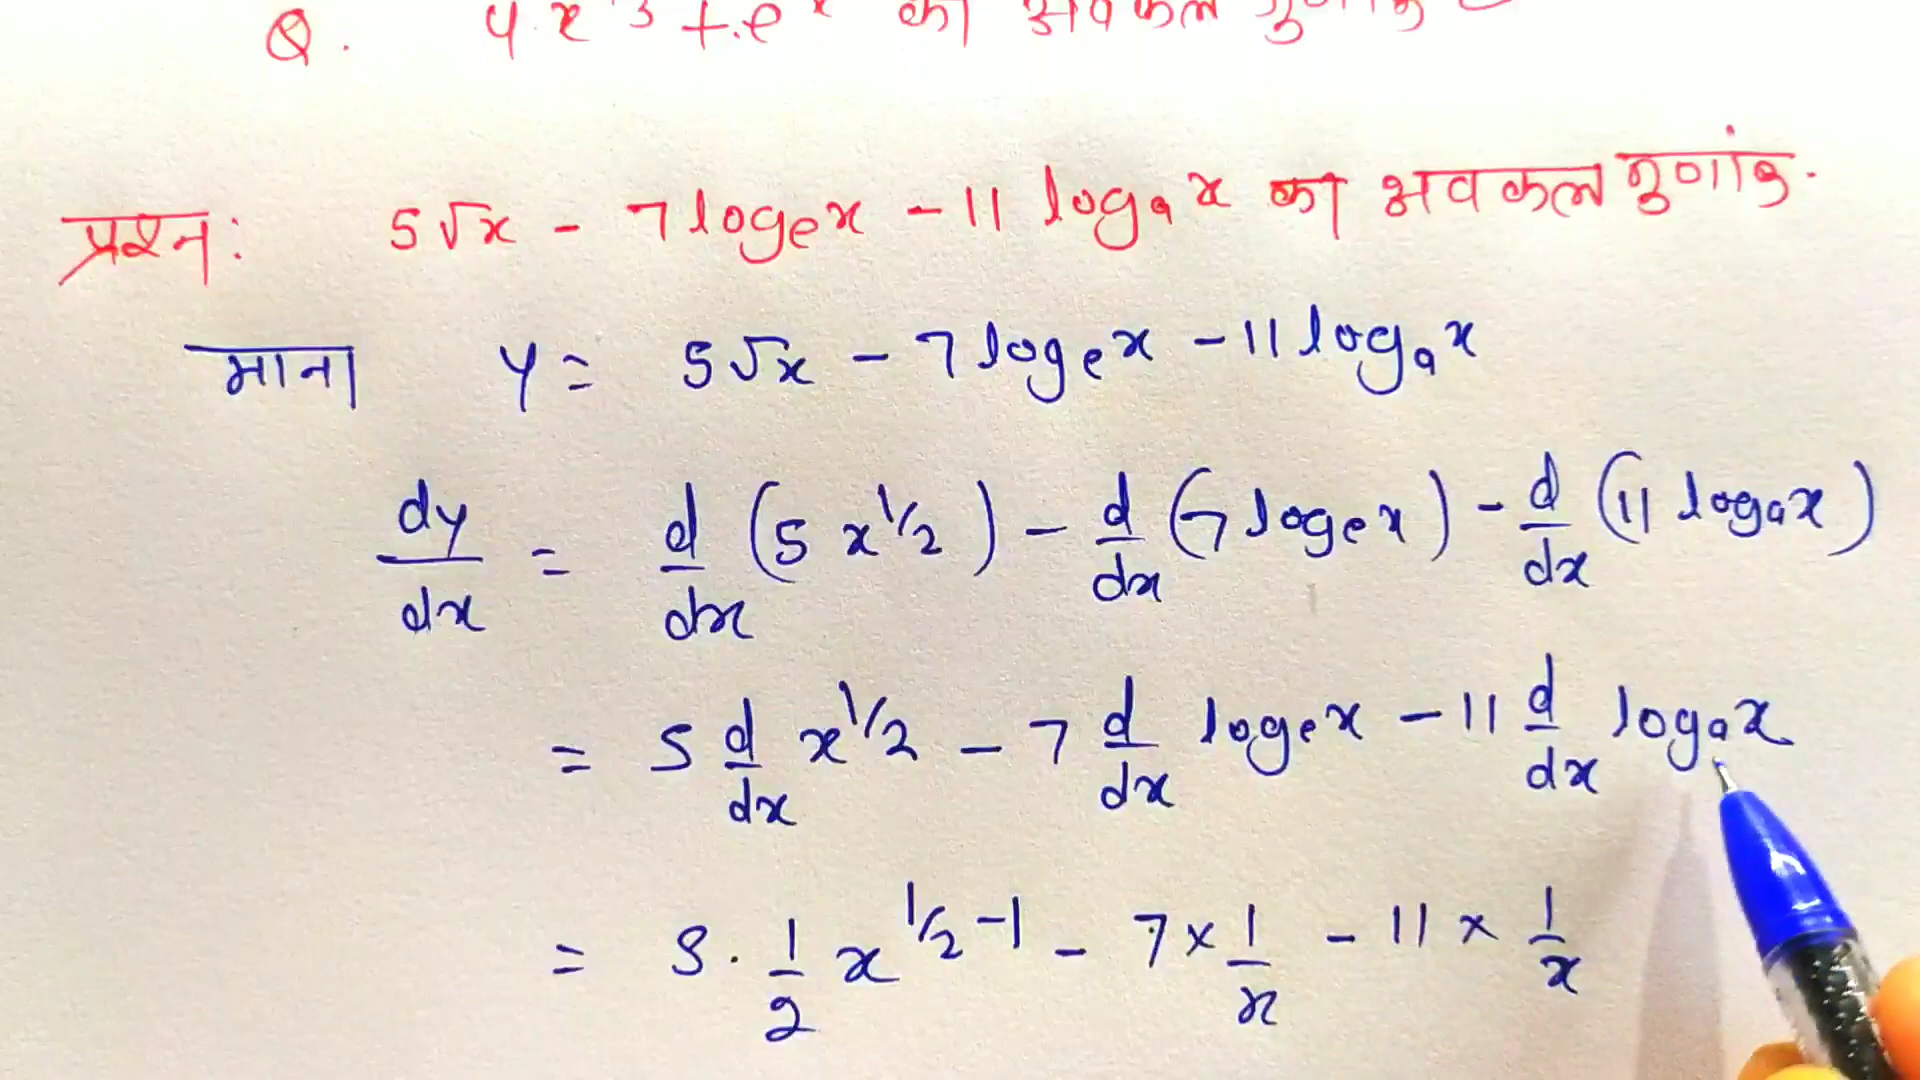 Q. 4.x³ + e^x का अवकल गुणांक
प्रश्न: 5√x - 7 logₑx - 11 logₐx का अवकल गुणांक.
माना y = 5√x - 7 logₑx - 11 logₐx
dy/dx = d/dx (5 x^1/2) - d/dx (7 logₑx) - d/dx (11 logₐx)
= 5 d/dx x^1/2 - 7 d/dx logₑx - 11 d/dx logₐx
= 5 · 1/2 x^1/2-1 - 7 × 1/x - 11 × 1/x